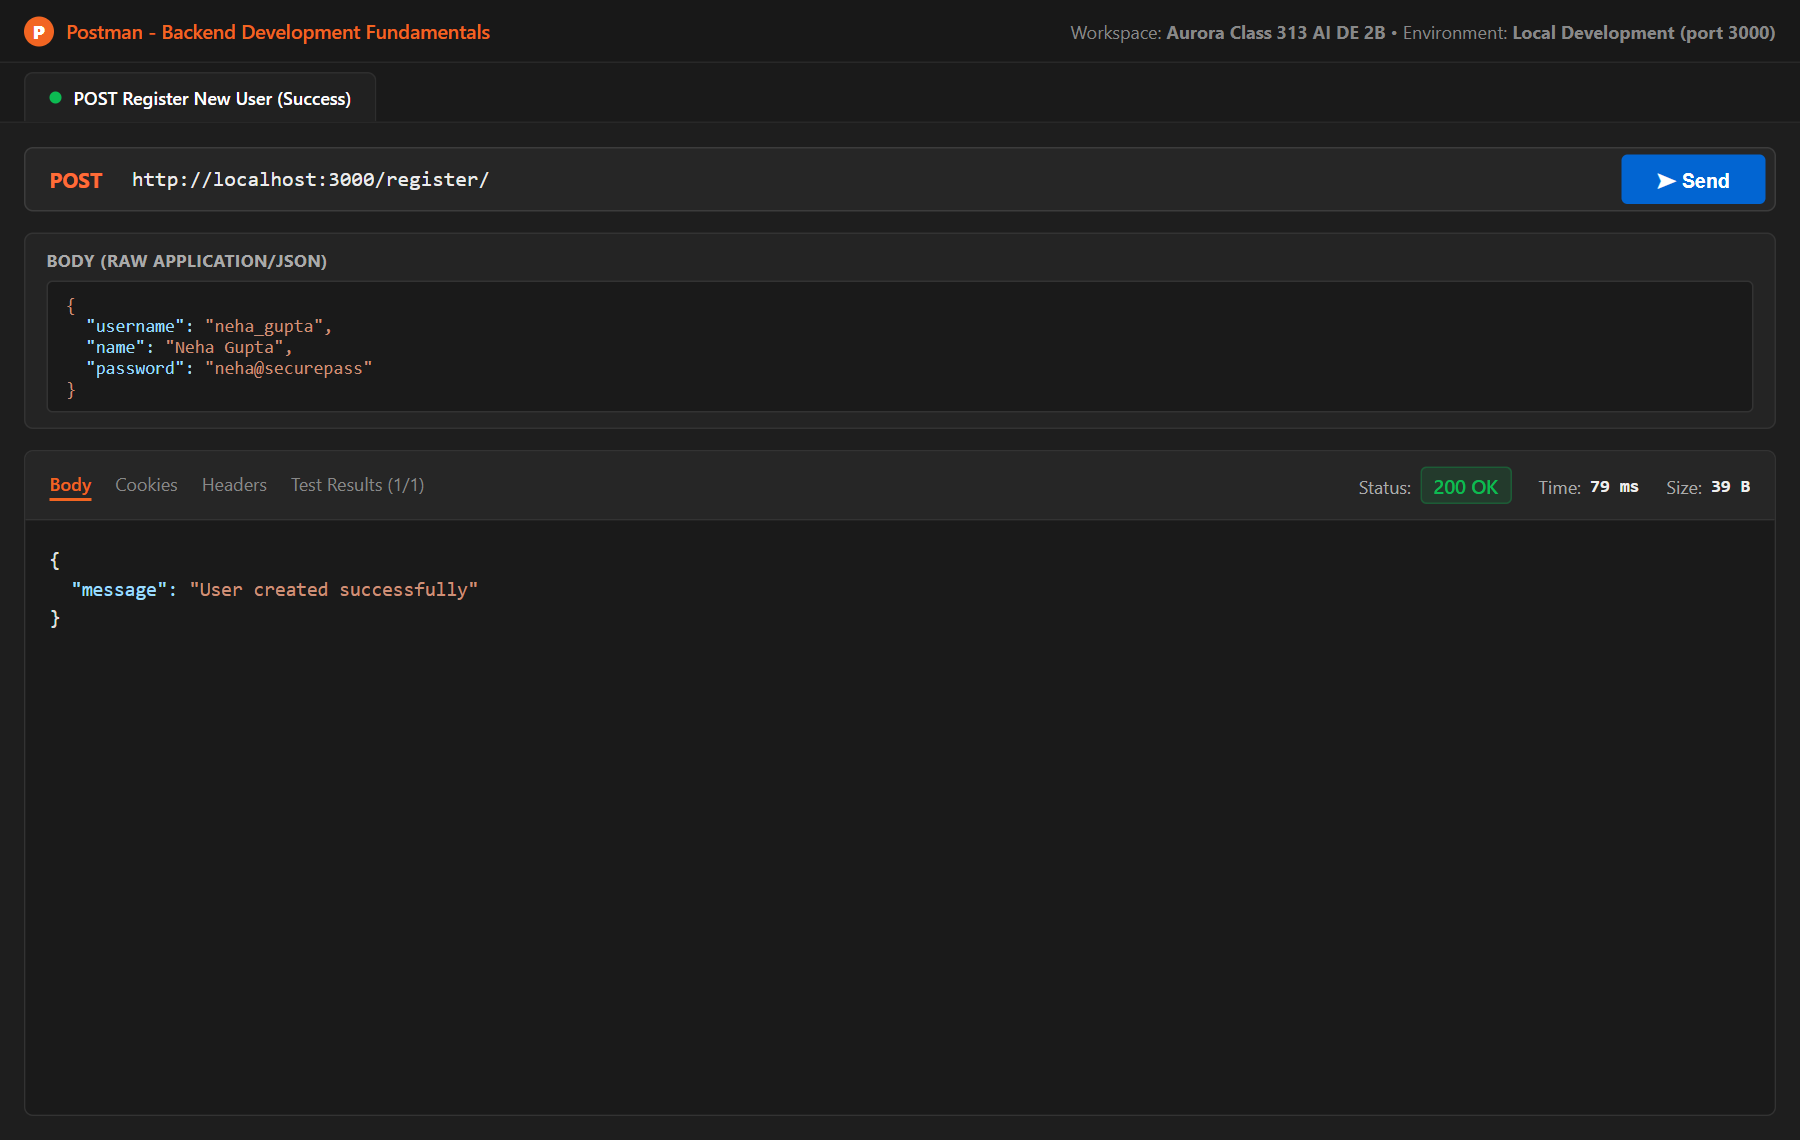 P Postman - Backend Development Fundamentals
Workspace: Aurora Class 313 AI DE 2B • Environment: Local Development (port 3000)
POST Register New User (Success)
POST http://localhost:3000/register/
➤ Send
BODY (RAW APPLICATION/JSON)
{
  "username": "neha_gupta",
  "name": "Neha Gupta",
  "password": "neha@securepass"
}
Body Cookies Headers Test Results (1/1)
Status: 200 OK Time: 79 ms Size: 39 B
{
  "message": "User created successfully"
}